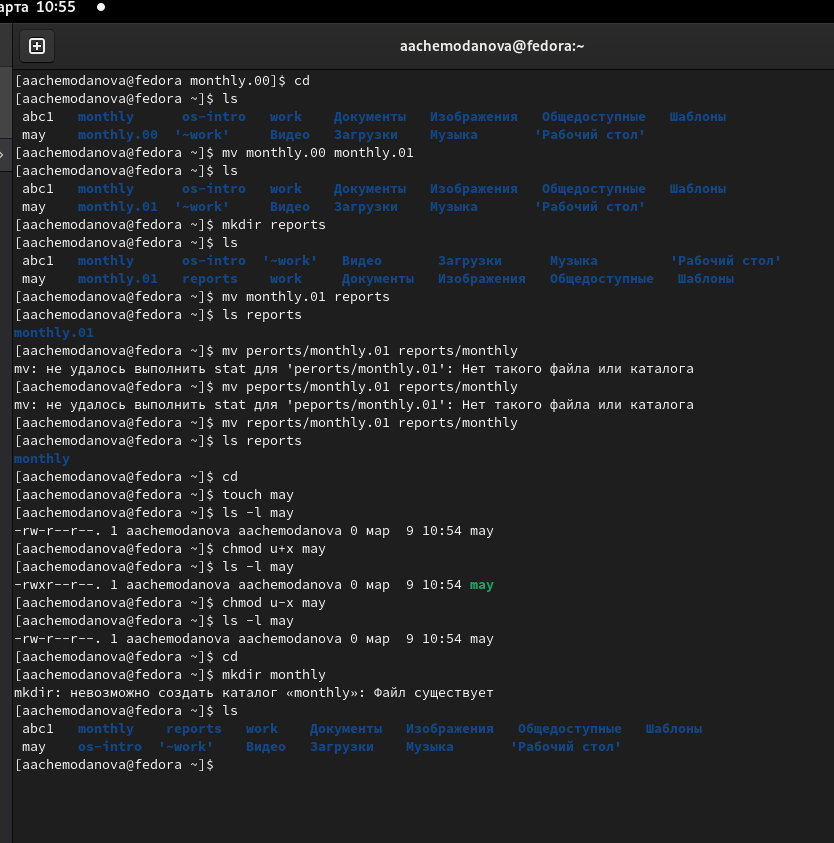 арта 10:55
aachemodanova@fedora:~
[aachemodanova@fedora monthly.00]$ cd
[aachemodanova@fedora ~]$ ls
abc1 monthly os-intro work Документы Изображения Общедоступные Шаблоны
may monthly.00 '~work' Видео Загрузки Музыка 'Рабочий стол'
[aachemodanova@fedora ~]$ mv monthly.00 monthly.01
[aachemodanova@fedora ~]$ ls
abc1 monthly os-intro work Документы Изображения Общедоступные Шаблоны
may monthly.01 '~work' Видео Загрузки Музыка 'Рабочий стол'
[aachemodanova@fedora ~]$ mkdir reports
[aachemodanova@fedora ~]$ ls
abc1 monthly os-intro '~work' Видео Загрузки Музыка 'Рабочий стол'
may monthly.01 reports work Документы Изображения Общедоступные Шаблоны
[aachemodanova@fedora ~]$ mv monthly.01 reports
[aachemodanova@fedora ~]$ ls reports
monthly.01
[aachemodanova@fedora ~]$ mv perorts/monthly.01 reports/monthly
mv: не удалось выполнить stat для 'perorts/monthly.01': Нет такого файла или каталога
[aachemodanova@fedora ~]$ mv peports/monthly.01 reports/monthly
mv: не удалось выполнить stat для 'peports/monthly.01': Нет такого файла или каталога
[aachemodanova@fedora ~]$ mv reports/monthly.01 reports/monthly
[aachemodanova@fedora ~]$ ls reports
monthly
[aachemodanova@fedora ~]$ cd
[aachemodanova@fedora ~]$ touch may
[aachemodanova@fedora ~]$ ls -l may
-rw-r--r--. 1 aachemodanova aachemodanova 0 мар  9 10:54 may
[aachemodanova@fedora ~]$ chmod u+x may
[aachemodanova@fedora ~]$ ls -l may
-rwxr--r--. 1 aachemodanova aachemodanova 0 мар  9 10:54 may
[aachemodanova@fedora ~]$ chmod u-x may
[aachemodanova@fedora ~]$ ls -l may
-rw-r--r--. 1 aachemodanova aachemodanova 0 мар  9 10:54 may
[aachemodanova@fedora ~]$ cd
[aachemodanova@fedora ~]$ mkdir monthly
mkdir: невозможно создать каталог «monthly»: Файл существует
[aachemodanova@fedora ~]$ ls
abc1 monthly reports work Документы Изображения Общедоступные Шаблоны
may os-intro '~work' Видео Загрузки Музыка 'Рабочий стол'
[aachemodanova@fedora ~]$